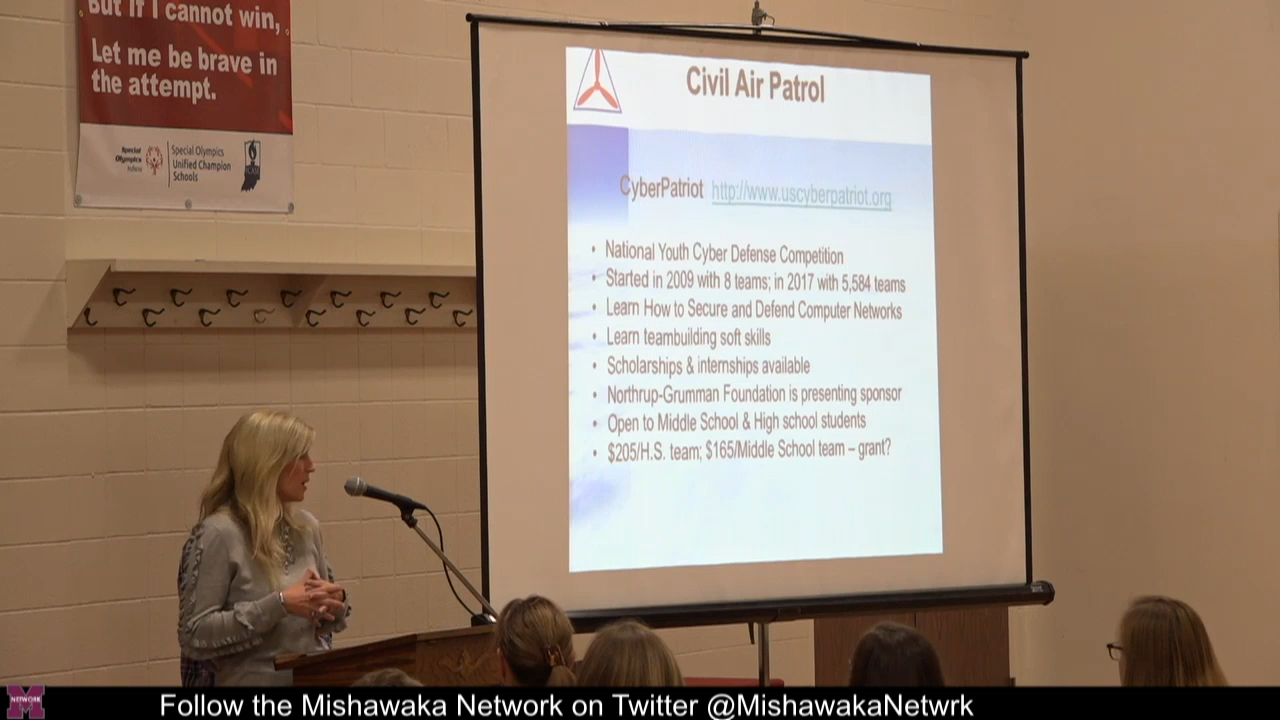 But if I cannot win,
Let me be brave in
the attempt.
Special
Olympics
Indiana
Special Olympics
Unified Champion
Schools
Civil Air Patrol
CyberPatriot http://www.uscyberpatriot.org
• National Youth Cyber Defense Competition
• Started in 2009 with 8 teams; in 2017 with 5,584 teams
• Learn How to Secure and Defend Computer Networks
• Learn teambuilding soft skills
• Scholarships & internships available
• Northrup-Grumman Foundation is presenting sponsor
• Open to Middle School & High school students
• $205/H.S. team; $165/Middle School team – grant?
M
NETWORK
Follow the Mishawaka Network on Twitter @MishawakaNetwrk